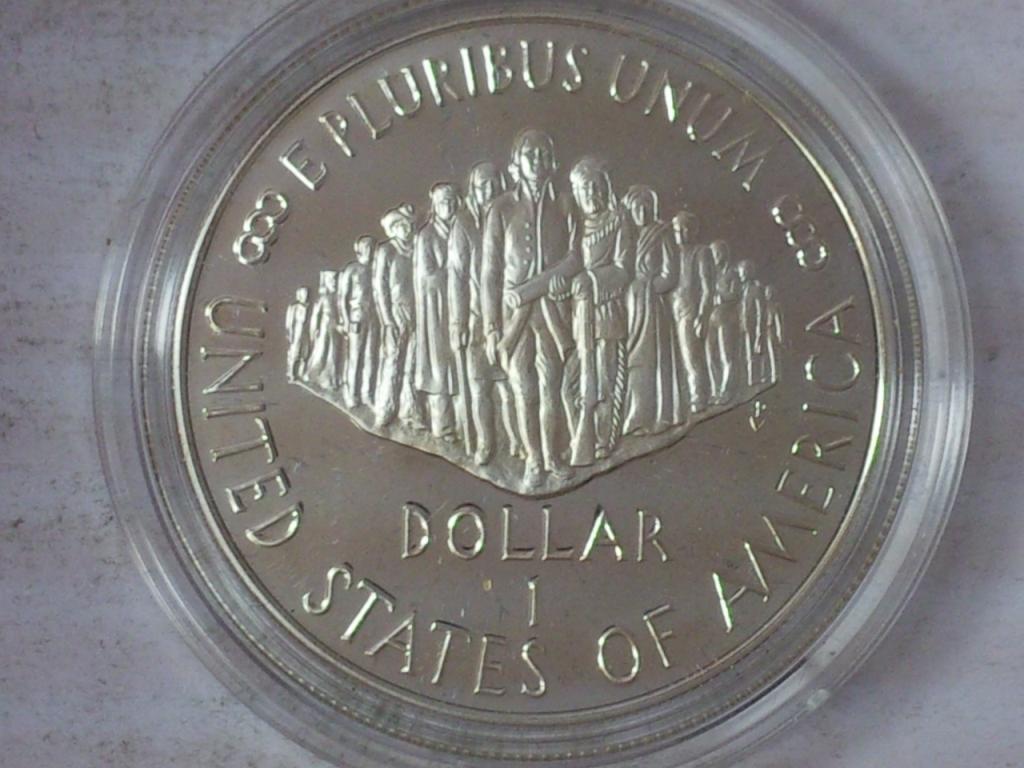 E PLURIBUS UNUM
DOLLAR
1
UNITED STATES OF AMERICA